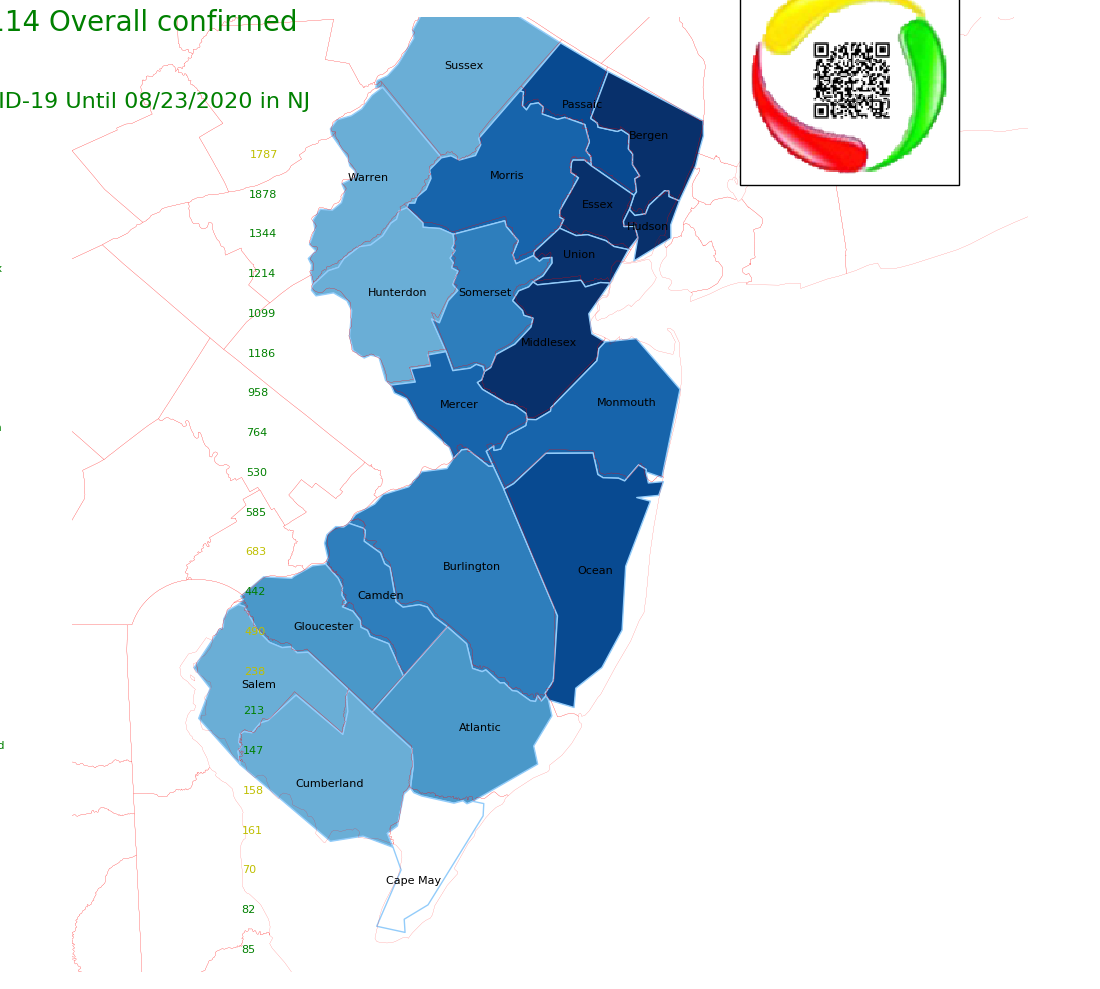 .14 Overall confirmed
ID-19 Until 08/23/2020 in NJ
Sussex
Passaic
Bergen
1787
Warren
Morris
1878
Essex
Hudson
1344
Union
1214
Hunterdon
Somerset
1099
Middlesex
1186
958
Mercer
Monmouth
764
530
585
683
Burlington
Ocean
442
Camden
Gloucester
Salem
213
Atlantic
147
Cumberland
158
161
70
Cape May
82
85